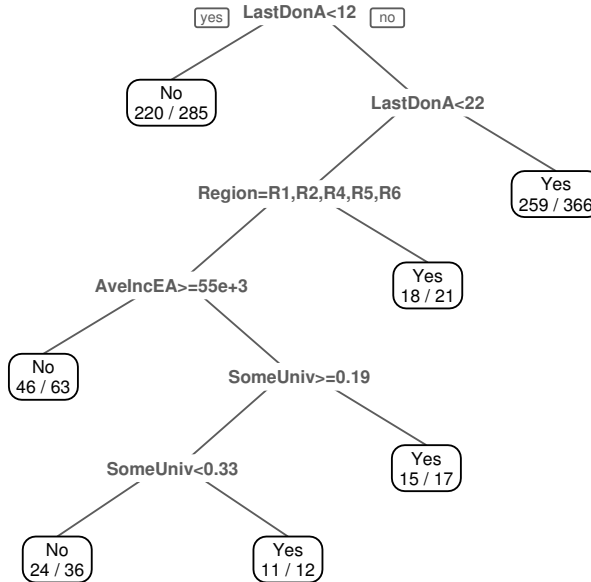 yes LastDonA<12 no
No
220 / 285
LastDonA<22
Region=R1,R2,R4,R5,R6
Yes
259 / 366
AveIncEA>=55e+3
Yes
18 / 21
No
46 / 63
SomeUniv>=0.19
SomeUniv<0.33
Yes
15 / 17
No
24 / 36
Yes
11 / 12